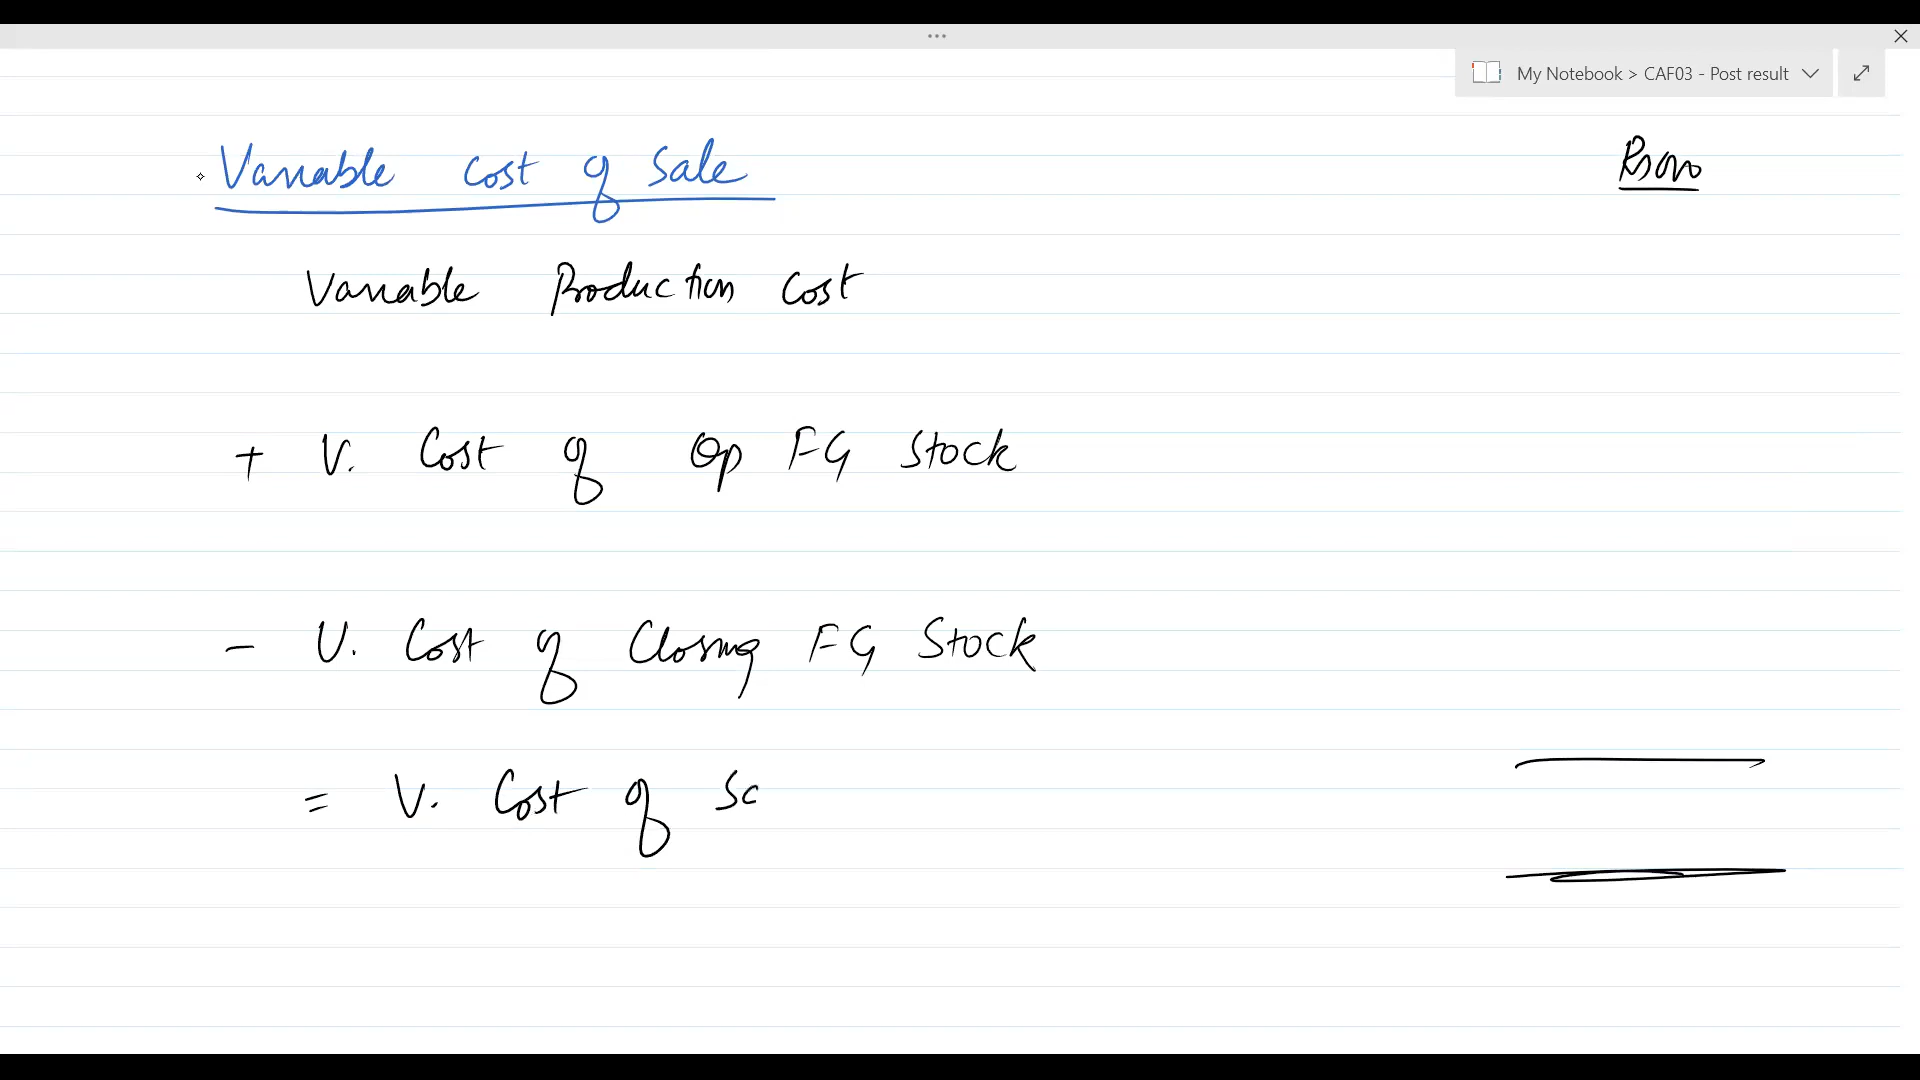 My Notebook > CAF03 - Post result
Variable Cost of Sale
Variable Production Cost
+ V. Cost of Op FG Stock
- V. Cost of Closing FG Stock
= V. Cost of Sa